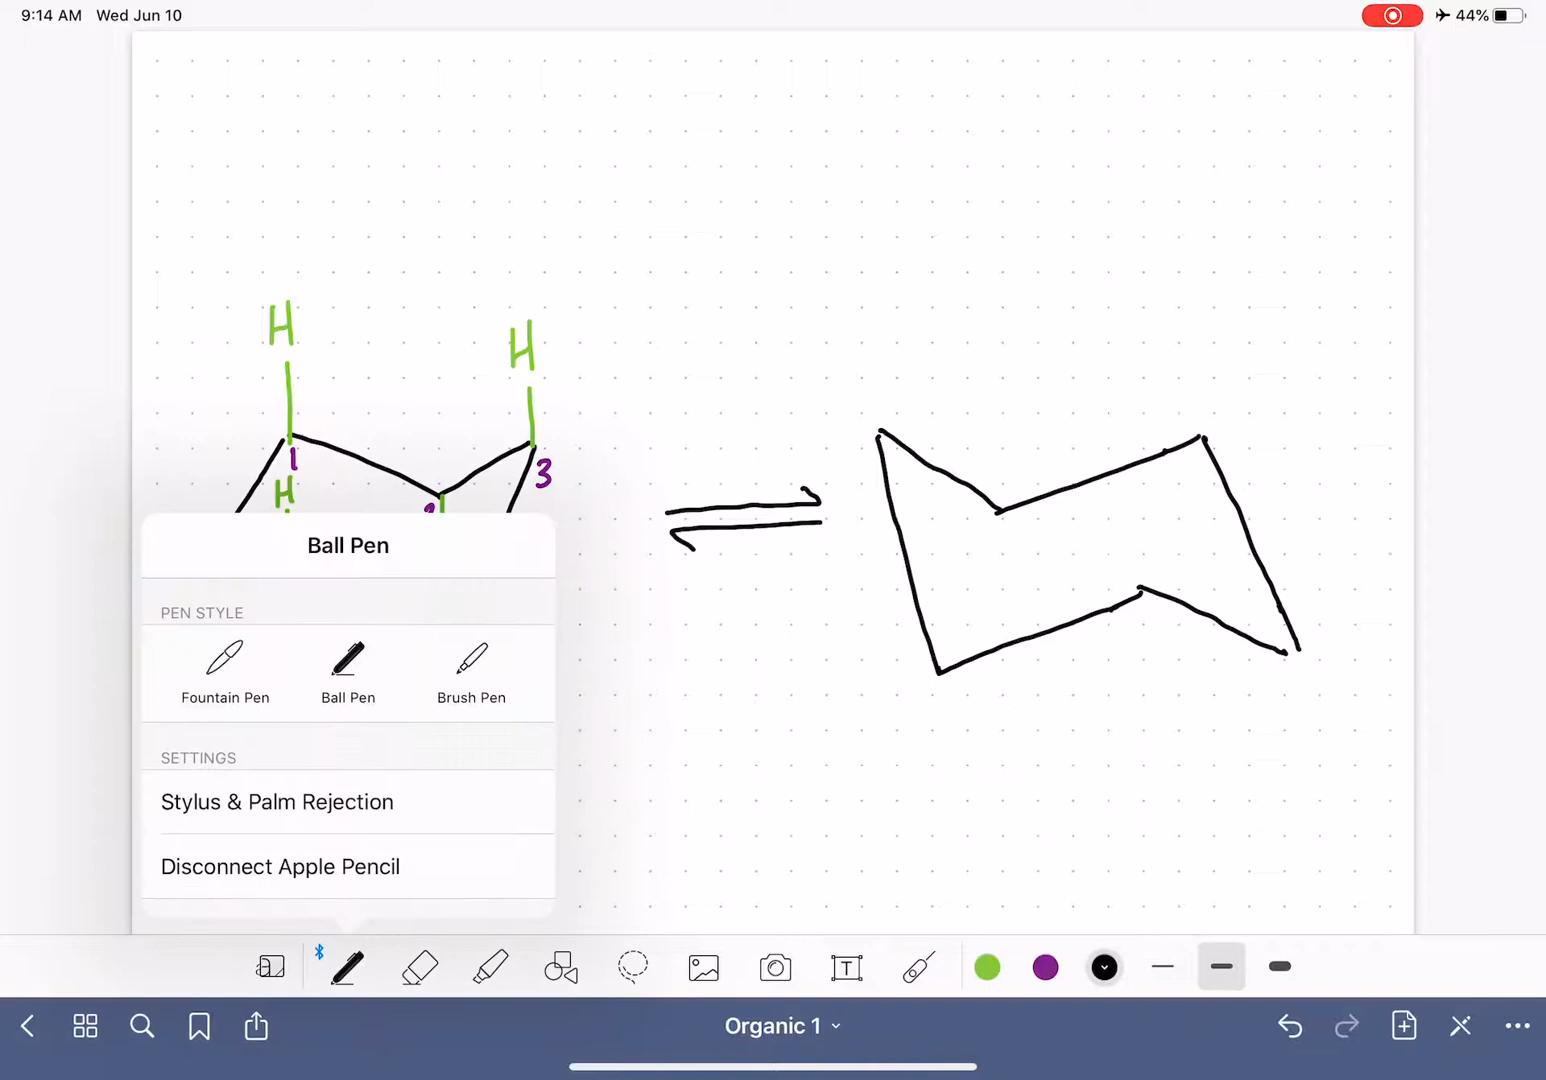 9:14 AM Wed Jun 10
44%
H
H
1
3
H
Ball Pen
PEN STYLE
Fountain Pen Ball Pen Brush Pen
SETTINGS
Stylus & Palm Rejection
Disconnect Apple Pencil
T
Organic 1